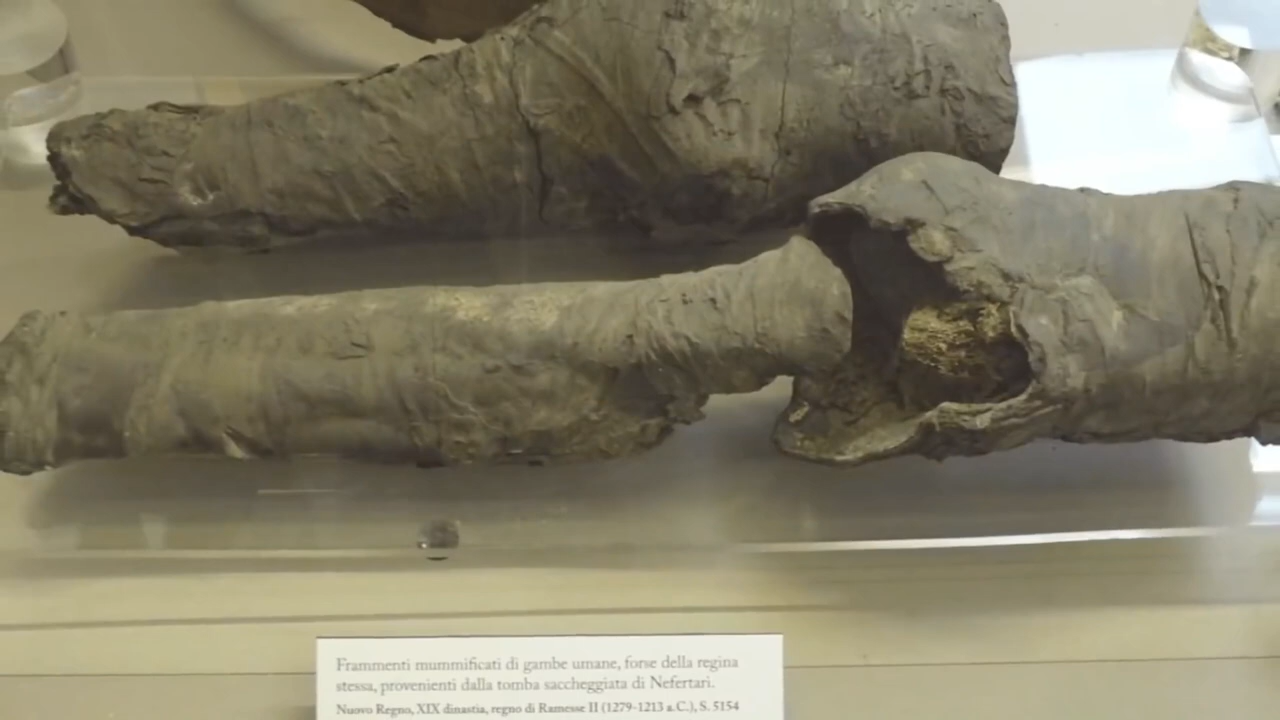 Frammenti mummificati di gambe umane, forse della regina
stessa, provenienti dalla tomba saccheggiata di Nefertari.
Nuovo Regno, XIX dinastia, regno di Ramesse II (1279-1213 a.C.), S. 5154